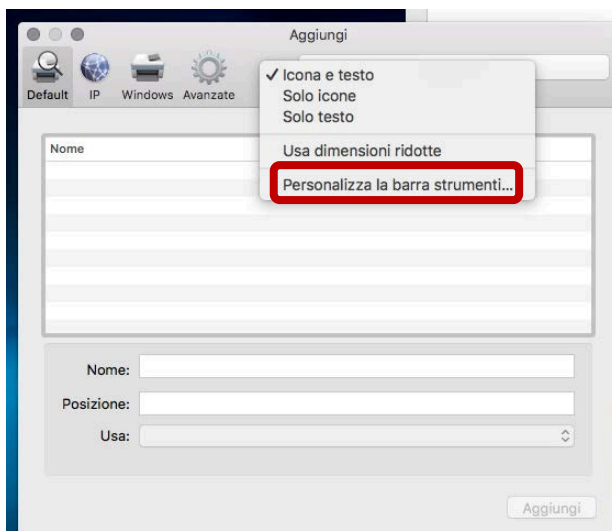 Aggiungi
Default IP Windows Avanzate
✓ Icona e testo
Solo icone
Solo testo
Usa dimensioni ridotte
Personalizza la barra strumenti...
Nome
Nome:
Posizione:
Usa:
Aggiungi